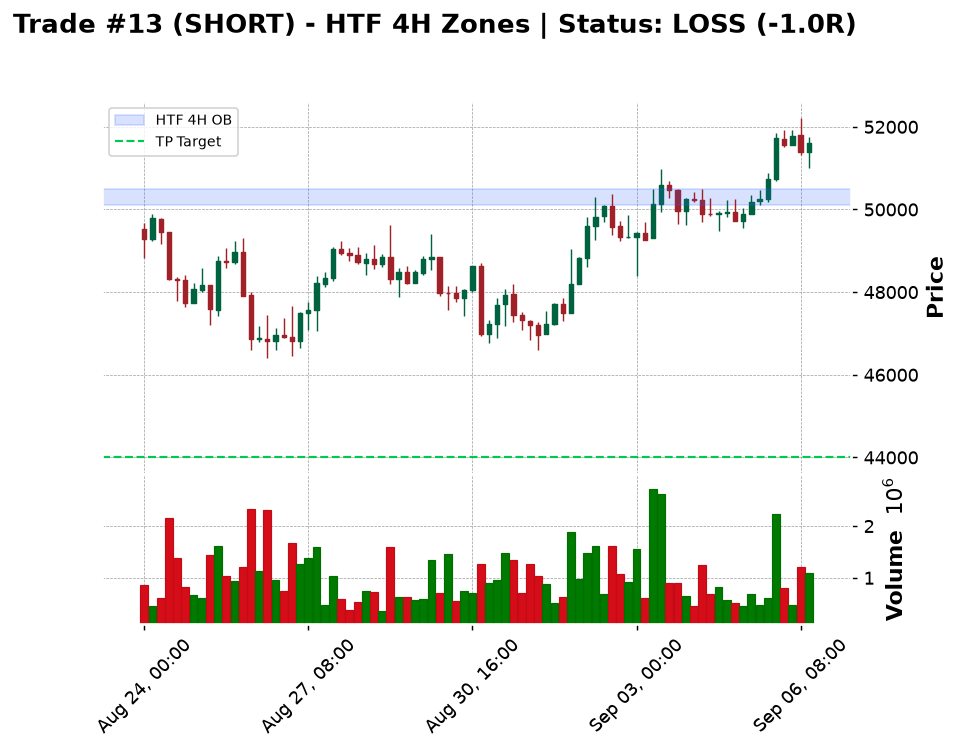 Trade #13 (SHORT) - HTF 4H Zones | Status: LOSS (-1.0R)
HTF 4H OB
TP Target
52000
50000
48000
46000
44000
Price
2
1
Volume 10⁶
Aug 24, 00:00
Aug 27, 08:00
Aug 30, 16:00
Sep 03, 00:00
Sep 06, 08:00